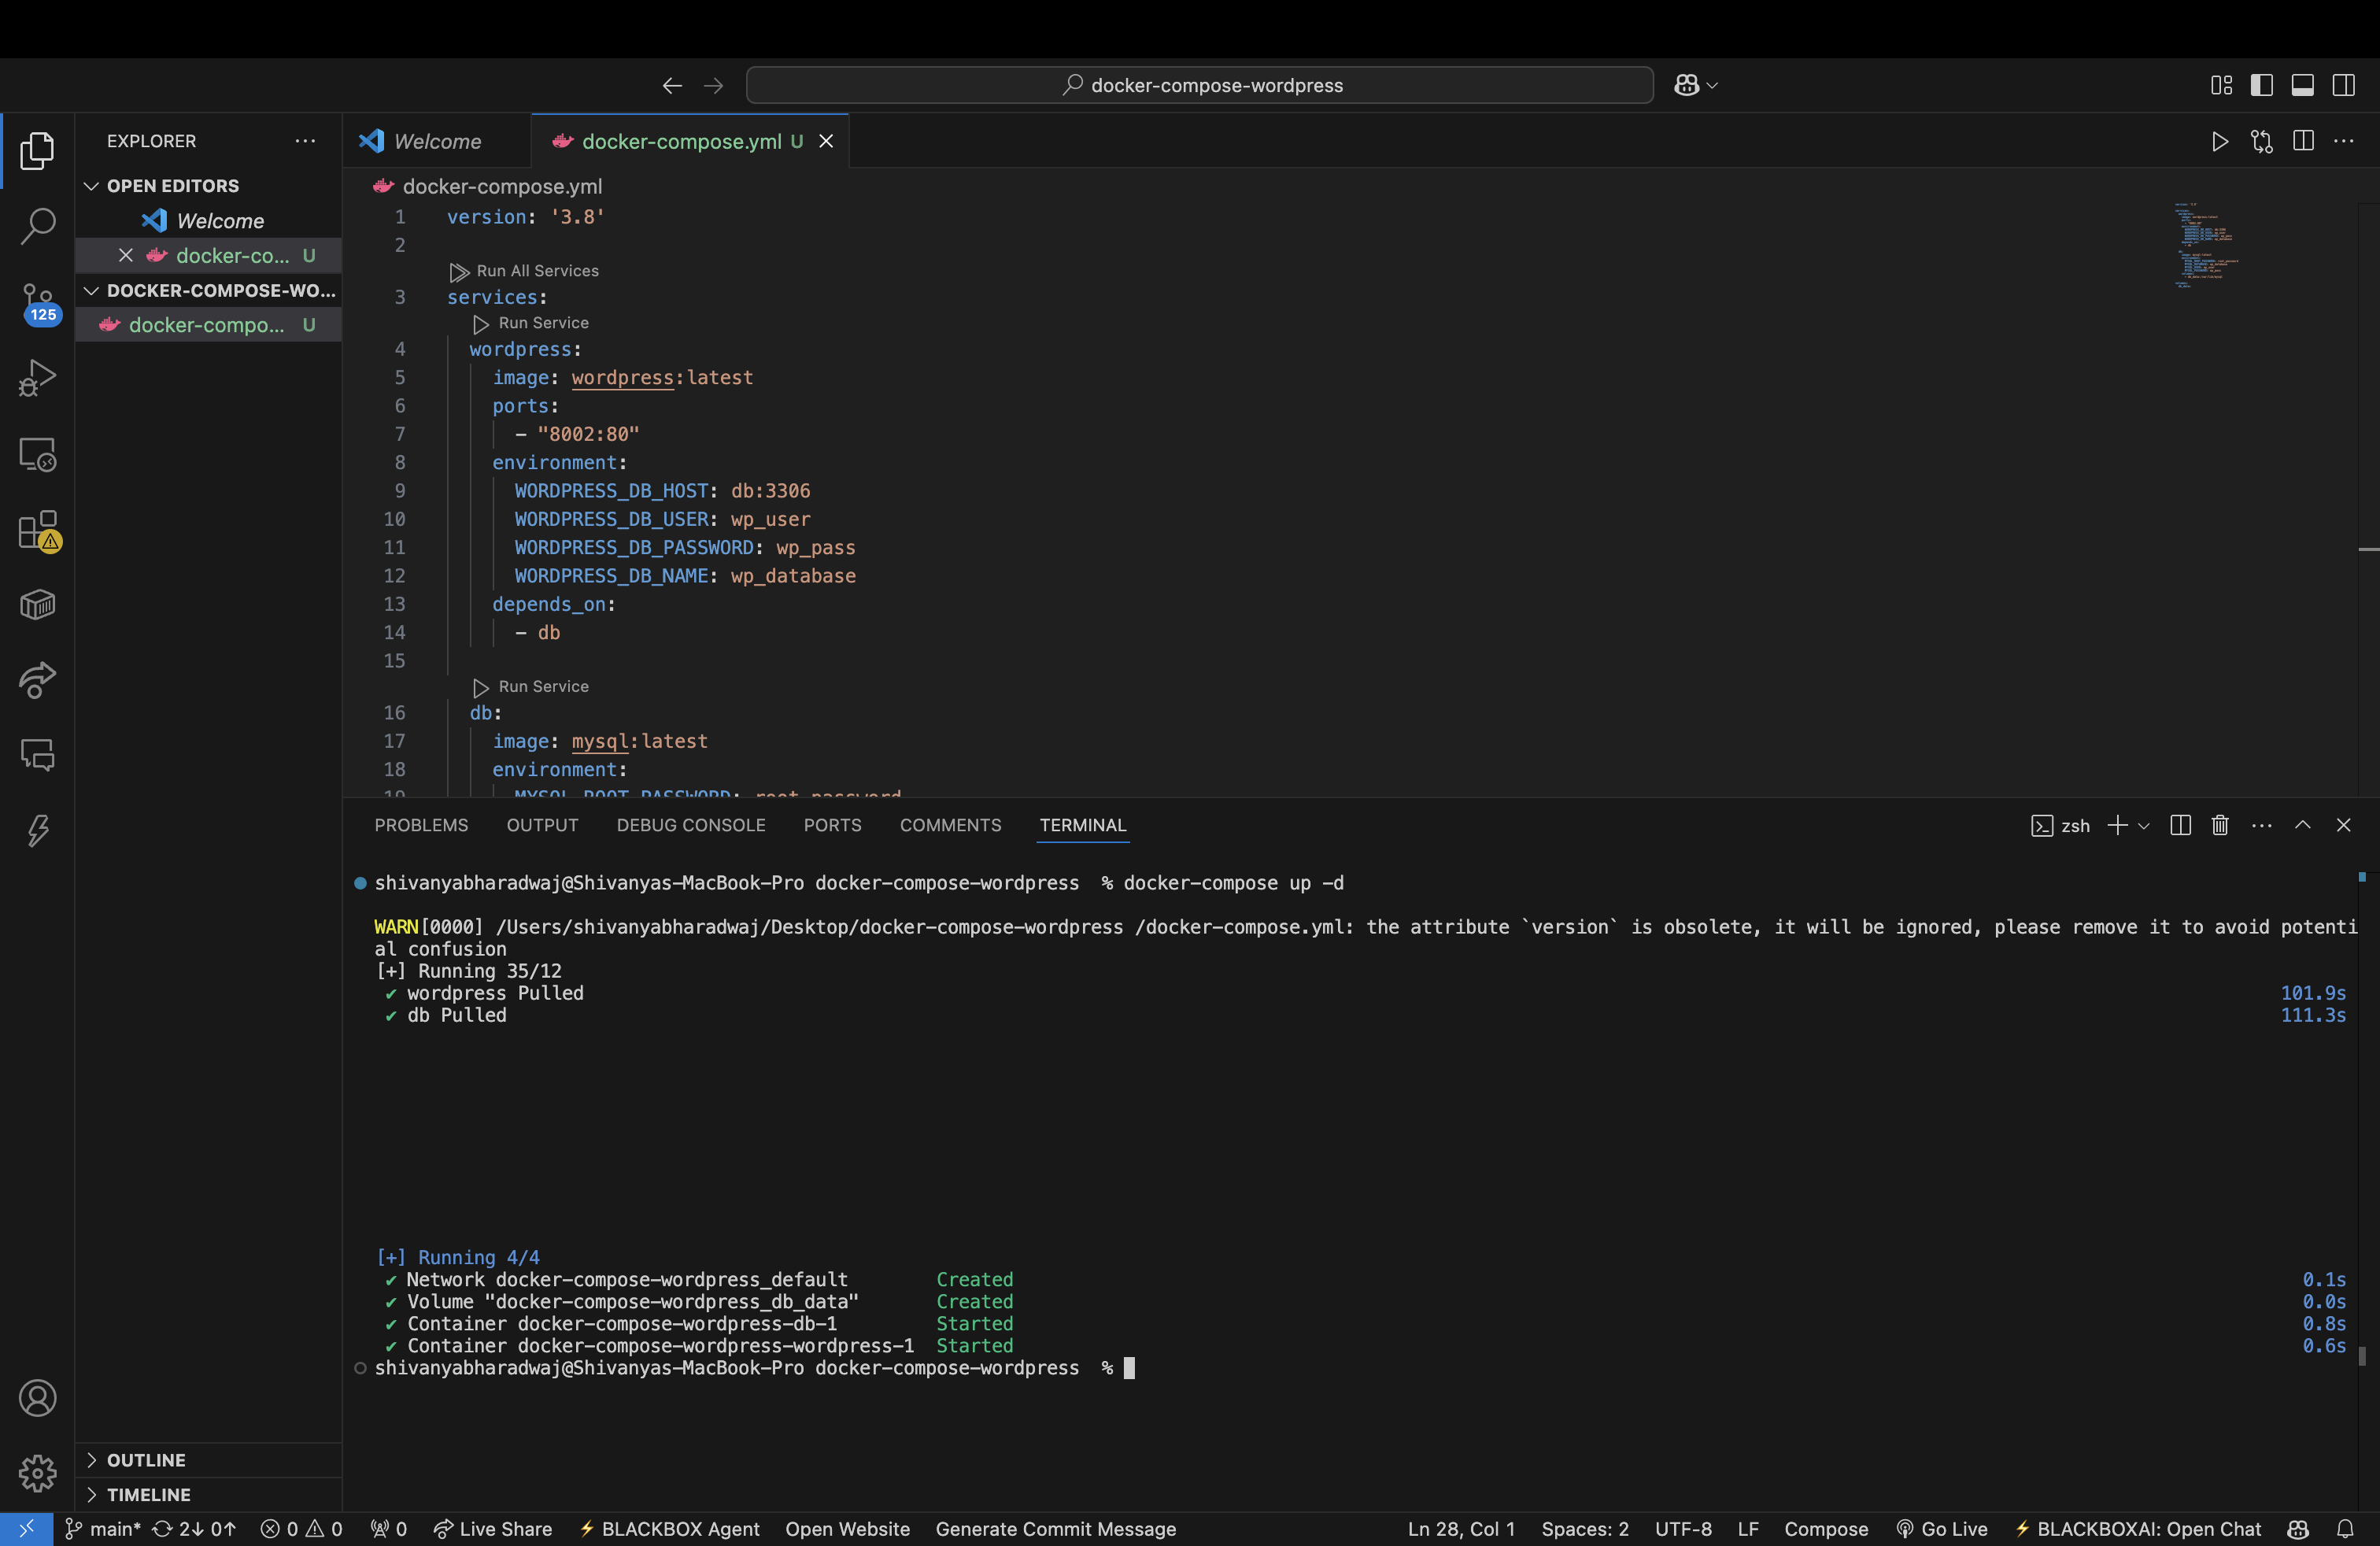 docker-compose-wordpress
EXPLORER
OPEN EDITORS
Welcome
docker-co... U
DOCKER-COMPOSE-WO...
docker-compo... U
125
OUTLINE
TIMELINE
Welcome
docker-compose.yml U
docker-compose.yml
1 version: '3.8'
2
Run All Services
3 services:
Run Service
4 wordpress:
5 image: wordpress:latest
6 ports:
7 - "8002:80"
8 environment:
9 WORDPRESS_DB_HOST: db:3306
10 WORDPRESS_DB_USER: wp_user
11 WORDPRESS_DB_PASSWORD: wp_pass
12 WORDPRESS_DB_NAME: wp_database
13 depends_on:
14 - db
15
Run Service
16 db:
17 image: mysql:latest
18 environment:
19 MYSQL_ROOT_PASSWORD: root_password
PROBLEMS OUTPUT DEBUG CONSOLE PORTS COMMENTS TERMINAL
zsh
shivanyabharadwaj@Shivanyas-MacBook-Pro docker-compose-wordpress % docker-compose up -d
WARN[0000] /Users/shivanyabharadwaj/Desktop/docker-compose-wordpress /docker-compose.yml: the attribute `version` is obsolete, it will be ignored, please remove it to avoid potenti
al confusion
[+] Running 35/12
✔ wordpress Pulled 101.9s
✔ db Pulled 111.3s
[+] Running 4/4
✔ Network docker-compose-wordpress_default Created 0.1s
✔ Volume "docker-compose-wordpress_db_data" Created 0.0s
✔ Container docker-compose-wordpress-db-1 Started 0.8s
✔ Container docker-compose-wordpress-wordpress-1 Started 0.6s
shivanyabharadwaj@Shivanyas-MacBook-Pro docker-compose-wordpress %
main* 2↓ 0↑ 0 0 0 Live Share BLACKBOX Agent Open Website Generate Commit Message Ln 28, Col 1 Spaces: 2 UTF-8 LF Compose Go Live BLACKBOXAI: Open Chat